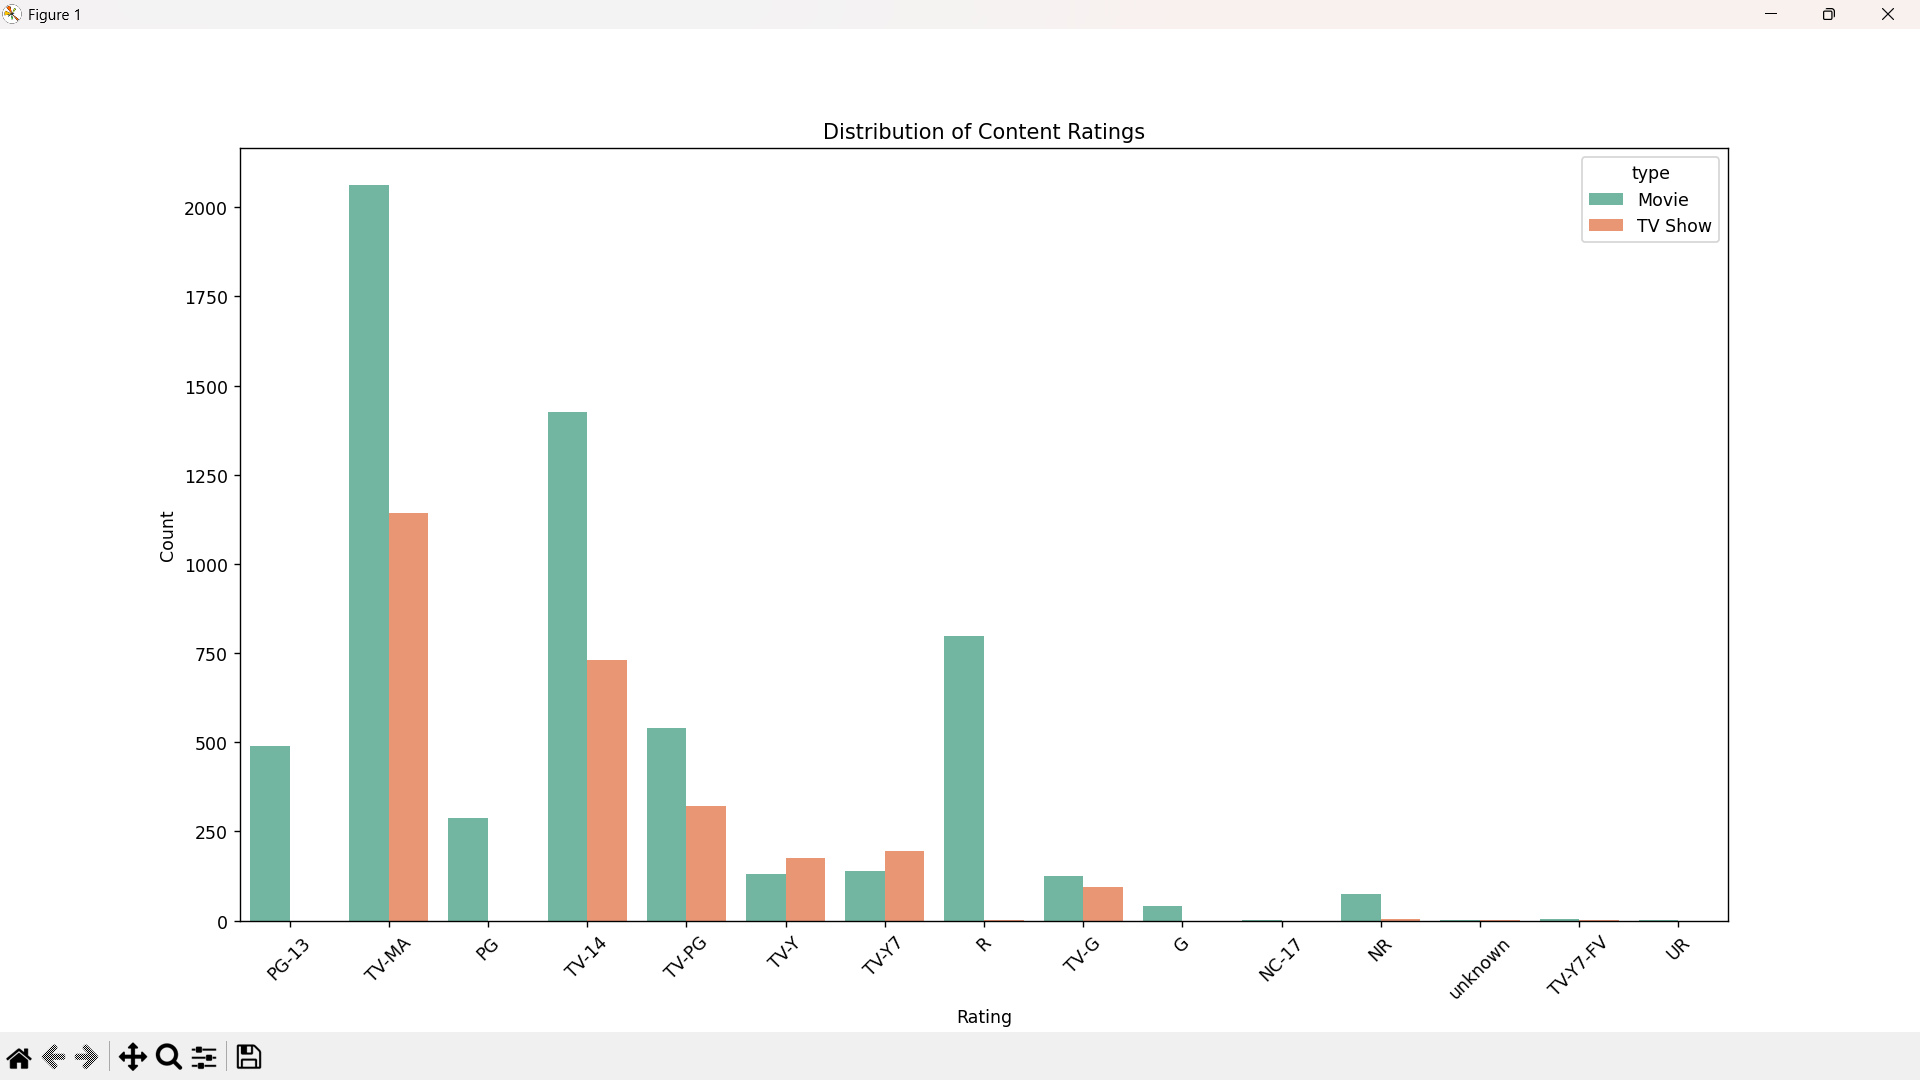 Figure 1
Distribution of Content Ratings
type
Movie
TV Show
2000
1750
1500
1250
1000
750
500
250
0
Count
PG-13 TV-MA PG TV-14 TV-PG TV-Y TV-Y7 R TV-G G NC-17 NR unknown TV-Y7-FV UR
Rating